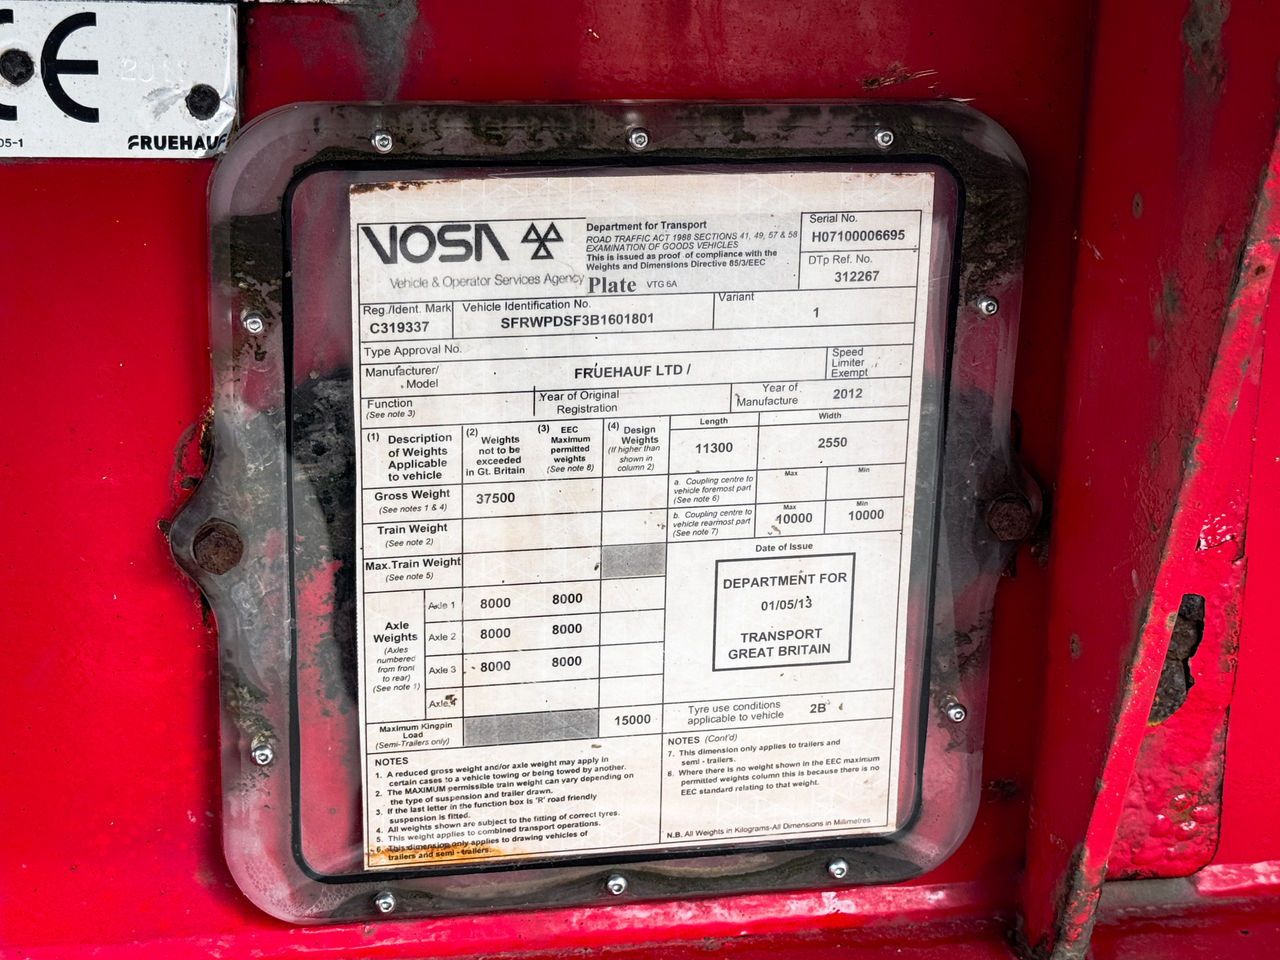 CE
2011
05-1
FRUEHAUF
VOSA
Vehicle & Operator Services Agency
Department for Transport
ROAD TRAFFIC ACT 1988 SECTIONS 41, 49, 57 & 58
EXAMINATION OF GOODS VEHICLES
This is issued as proof of compliance with the
Weights and Dimensions Directive 85/3/EEC
Plate VTG 6A
Serial No.
H07100006695
DTp Ref. No.
312267
Reg./Ident. Mark
C319337
Vehicle Identification No.
SFRWPDSF3B1601801
Variant
1
Type Approval No.
Manufacturer/
Model
FRUEHAUF LTD /
Speed
Limiter
Exempt
Function
(See note 3)
Year of Original
Registration
Year of
Manufacture
2012
(1) Description
of Weights
Applicable
to vehicle
(2) Weights
not to be
exceeded
in Gt. Britain
(3) EEC
Maximum
permitted
weights
(See note 8)
(4) Design
Weights
(If higher than
shown in
column 2)
Length
11300
Width
2550
Gross Weight
(See notes 1 & 4)
37500
a. Coupling centre to
vehicle foremost part
(See note 6)
Max
Min
Train Weight
(See note 2)
b. Coupling centre to
vehicle rearmost part
(See note 7)
Max
10000
Min
10000
Max.Train Weight
(See note 5)
Date of Issue
DEPARTMENT FOR
01/05/13
TRANSPORT
GREAT BRITAIN
Axle
Weights
(Axles
numbered
from front
to rear)
(See note 1)
Axle 1 8000 8000
Axle 2 8000 8000
Axle 3 8000 8000
Axle 4
Maximum Kingpin
Load
(Semi-Trailers only)
15000
Tyre use conditions
applicable to vehicle
2B
NOTES
1. A reduced gross weight and/or axle weight may apply in
certain cases to a vehicle towing or being towed by another.
2. The MAXIMUM permissible train weight can vary depending on
the type of suspension and trailer drawn.
3. If the last letter in the function box is 'R' road friendly
suspension is fitted.
4. All weights shown are subject to the fitting of correct tyres.
5. This weight applies to combined transport operations.
6. This dimension only applies to drawing vehicles of
trailers and semi - trailers.
NOTES (Cont'd)
7. This dimension only applies to trailers and
semi - trailers.
8. Where there is no weight shown in the EEC maximum
permitted weights column this is because there is no
EEC standard relating to that weight.
N.B. All Weights in Kilograms-All Dimensions in Millimetres